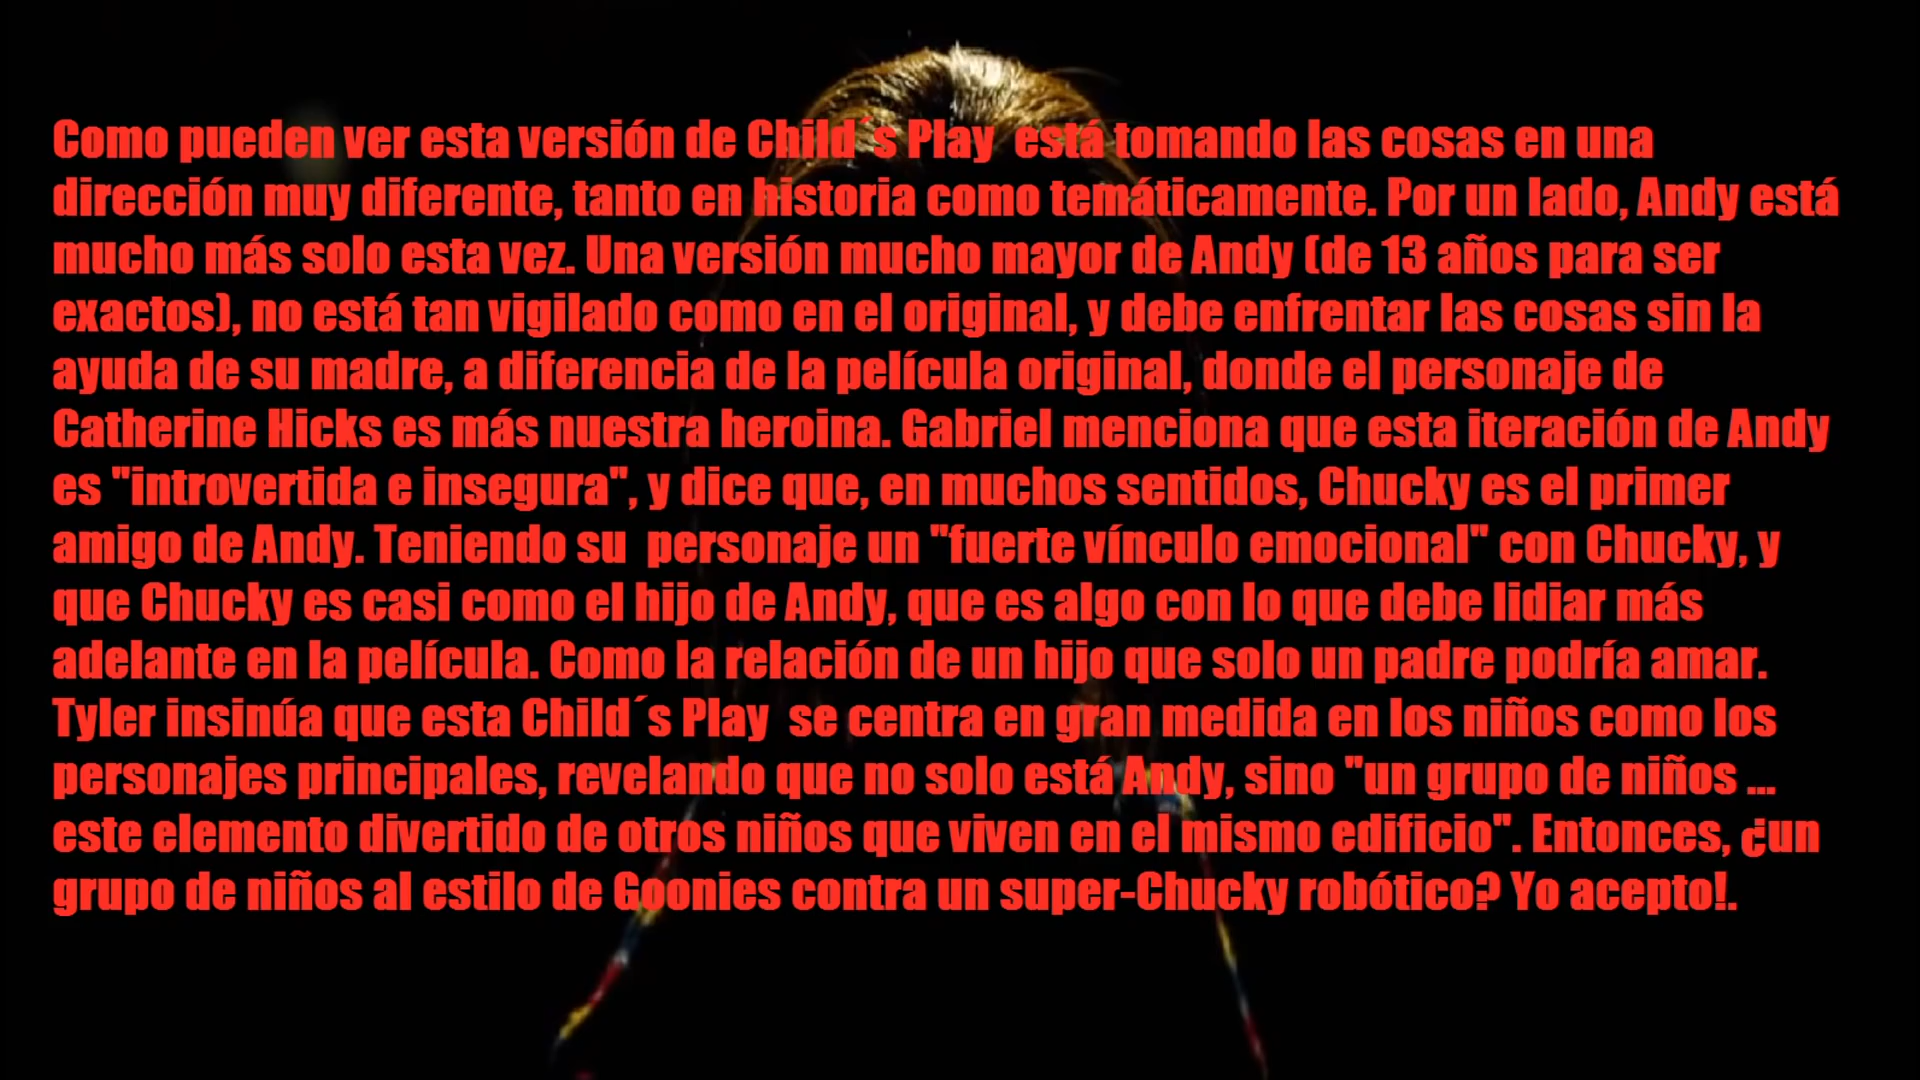 Como pueden ver esta versión de Child´s Play  está tomando las cosas en una
dirección muy diferente, tanto en historia como temáticamente. Por un lado, Andy está
mucho más solo esta vez. Una versión mucho mayor de Andy (de 13 años para ser
exactos), no está tan vigilado como en el original, y debe enfrentar las cosas sin la
ayuda de su madre, a diferencia de la película original, donde el personaje de
Catherine Hicks es más nuestra heroina. Gabriel menciona que esta iteración de Andy
es "introvertida e insegura", y dice que, en muchos sentidos, Chucky es el primer
amigo de Andy. Teniendo su  personaje un "fuerte vínculo emocional" con Chucky, y
que Chucky es casi como el hijo de Andy, que es algo con lo que debe lidiar más
adelante en la película. Como la relación de un hijo que solo un padre podría amar.
Tyler insinúa que esta Child´s Play  se centra en gran medida en los niños como los
personajes principales, revelando que no solo está Andy, sino "un grupo de niños ...
este elemento divertido de otros niños que viven en el mismo edificio". Entonces, ¿un
grupo de niños al estilo de Goonies contra un super-Chucky robótico? Yo acepto!.